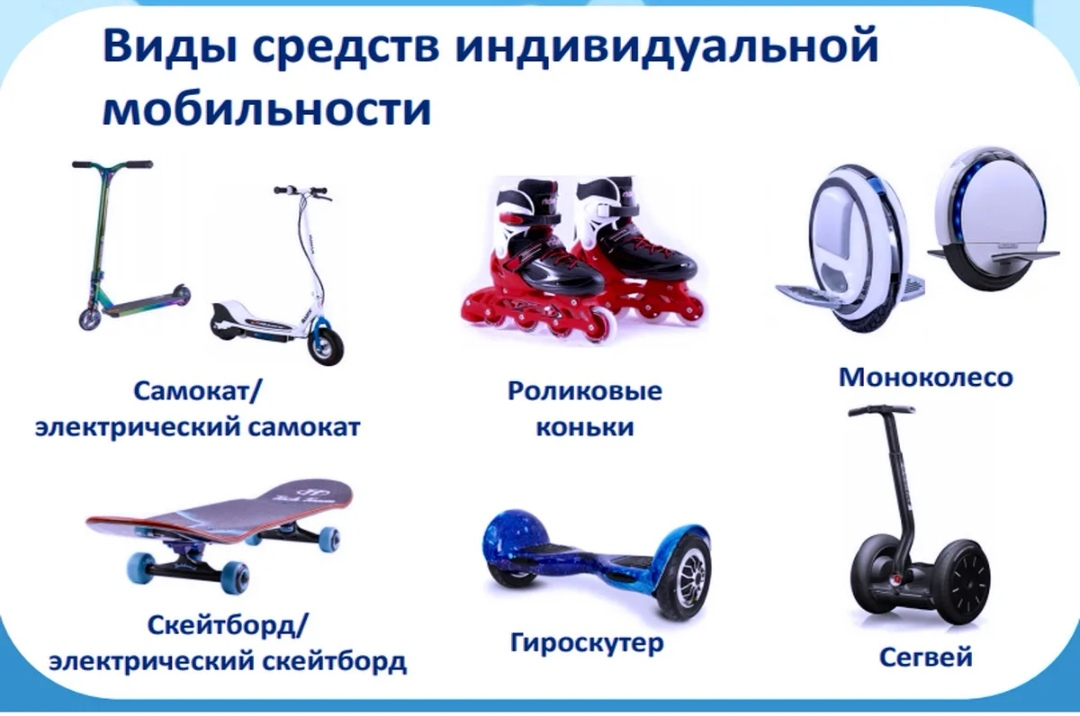 Виды средств индивидуальной
мобильности
Самокат/
электрический самокат
Роликовые
коньки
Моноколесо
Скейтборд/
электрический скейтборд
Гироскутер
Сегвей